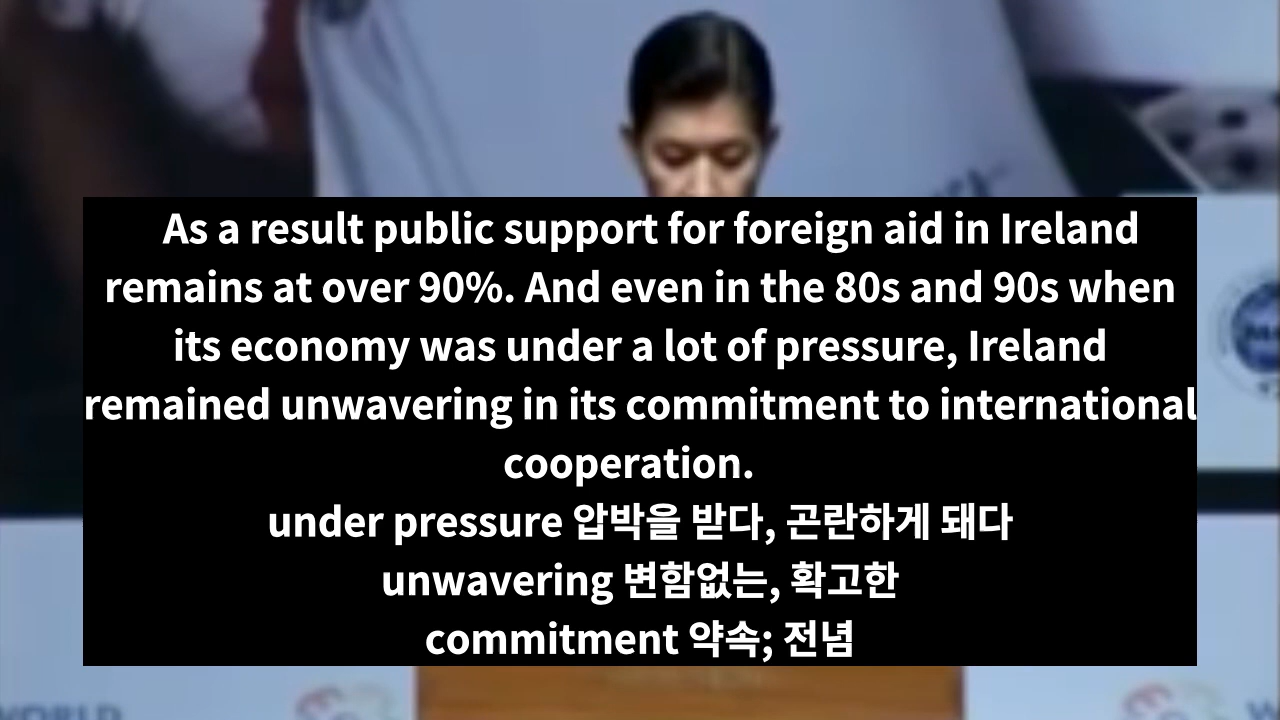 As a result public support for foreign aid in Ireland
remains at over 90%. And even in the 80s and 90s when
its economy was under a lot of pressure, Ireland
remained unwavering in its commitment to international
cooperation.
under pressure 압박을 받다, 곤란하게 돼다
unwavering 변함없는, 확고한
commitment 약속; 전념
WORLD